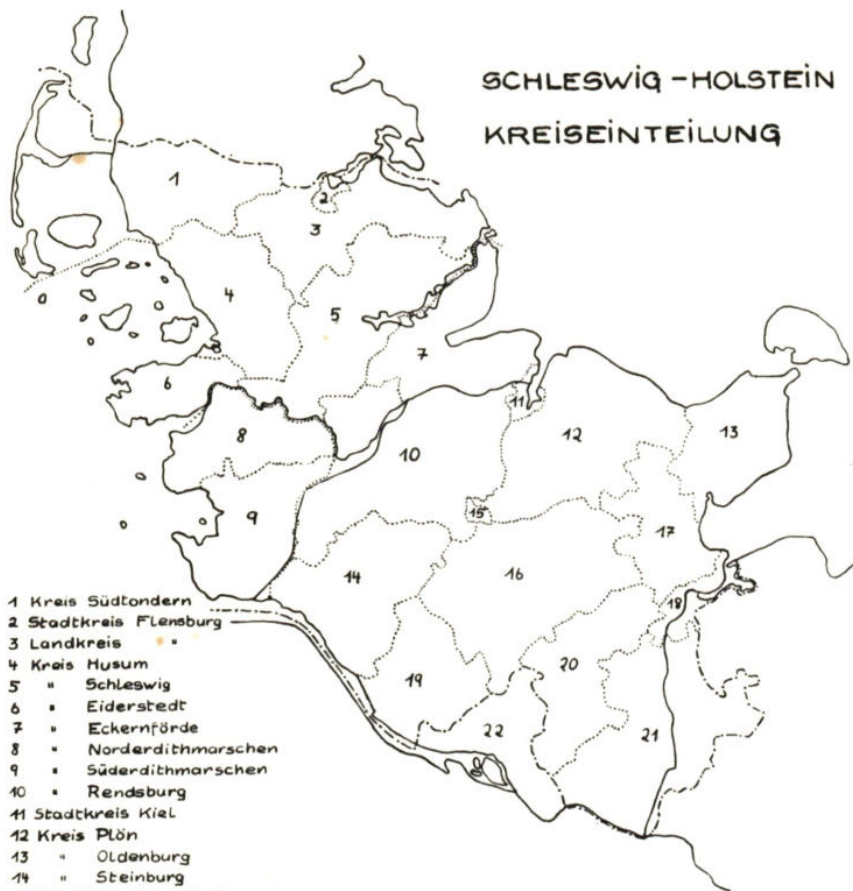 SCHLESWIG - HOLSTEIN
KREISEINTEILUNG
1
2
3
4
5
6
7
8
9
10
11
12
13
14
15
16
17
18
19
20
21
22
1 Kreis Südtondern
2 Stadtkreis Flensburg
3 Landkreis "
4 Kreis Husum
5 " Schleswig
6 " Eiderstedt
7 " Eckernförde
8 " Norderdithmarschen
9 " Süderdithmarschen
10 " Rendsburg
11 Stadtkreis Kiel
12 Kreis Plön
13 " Oldenburg
14 " Steinburg